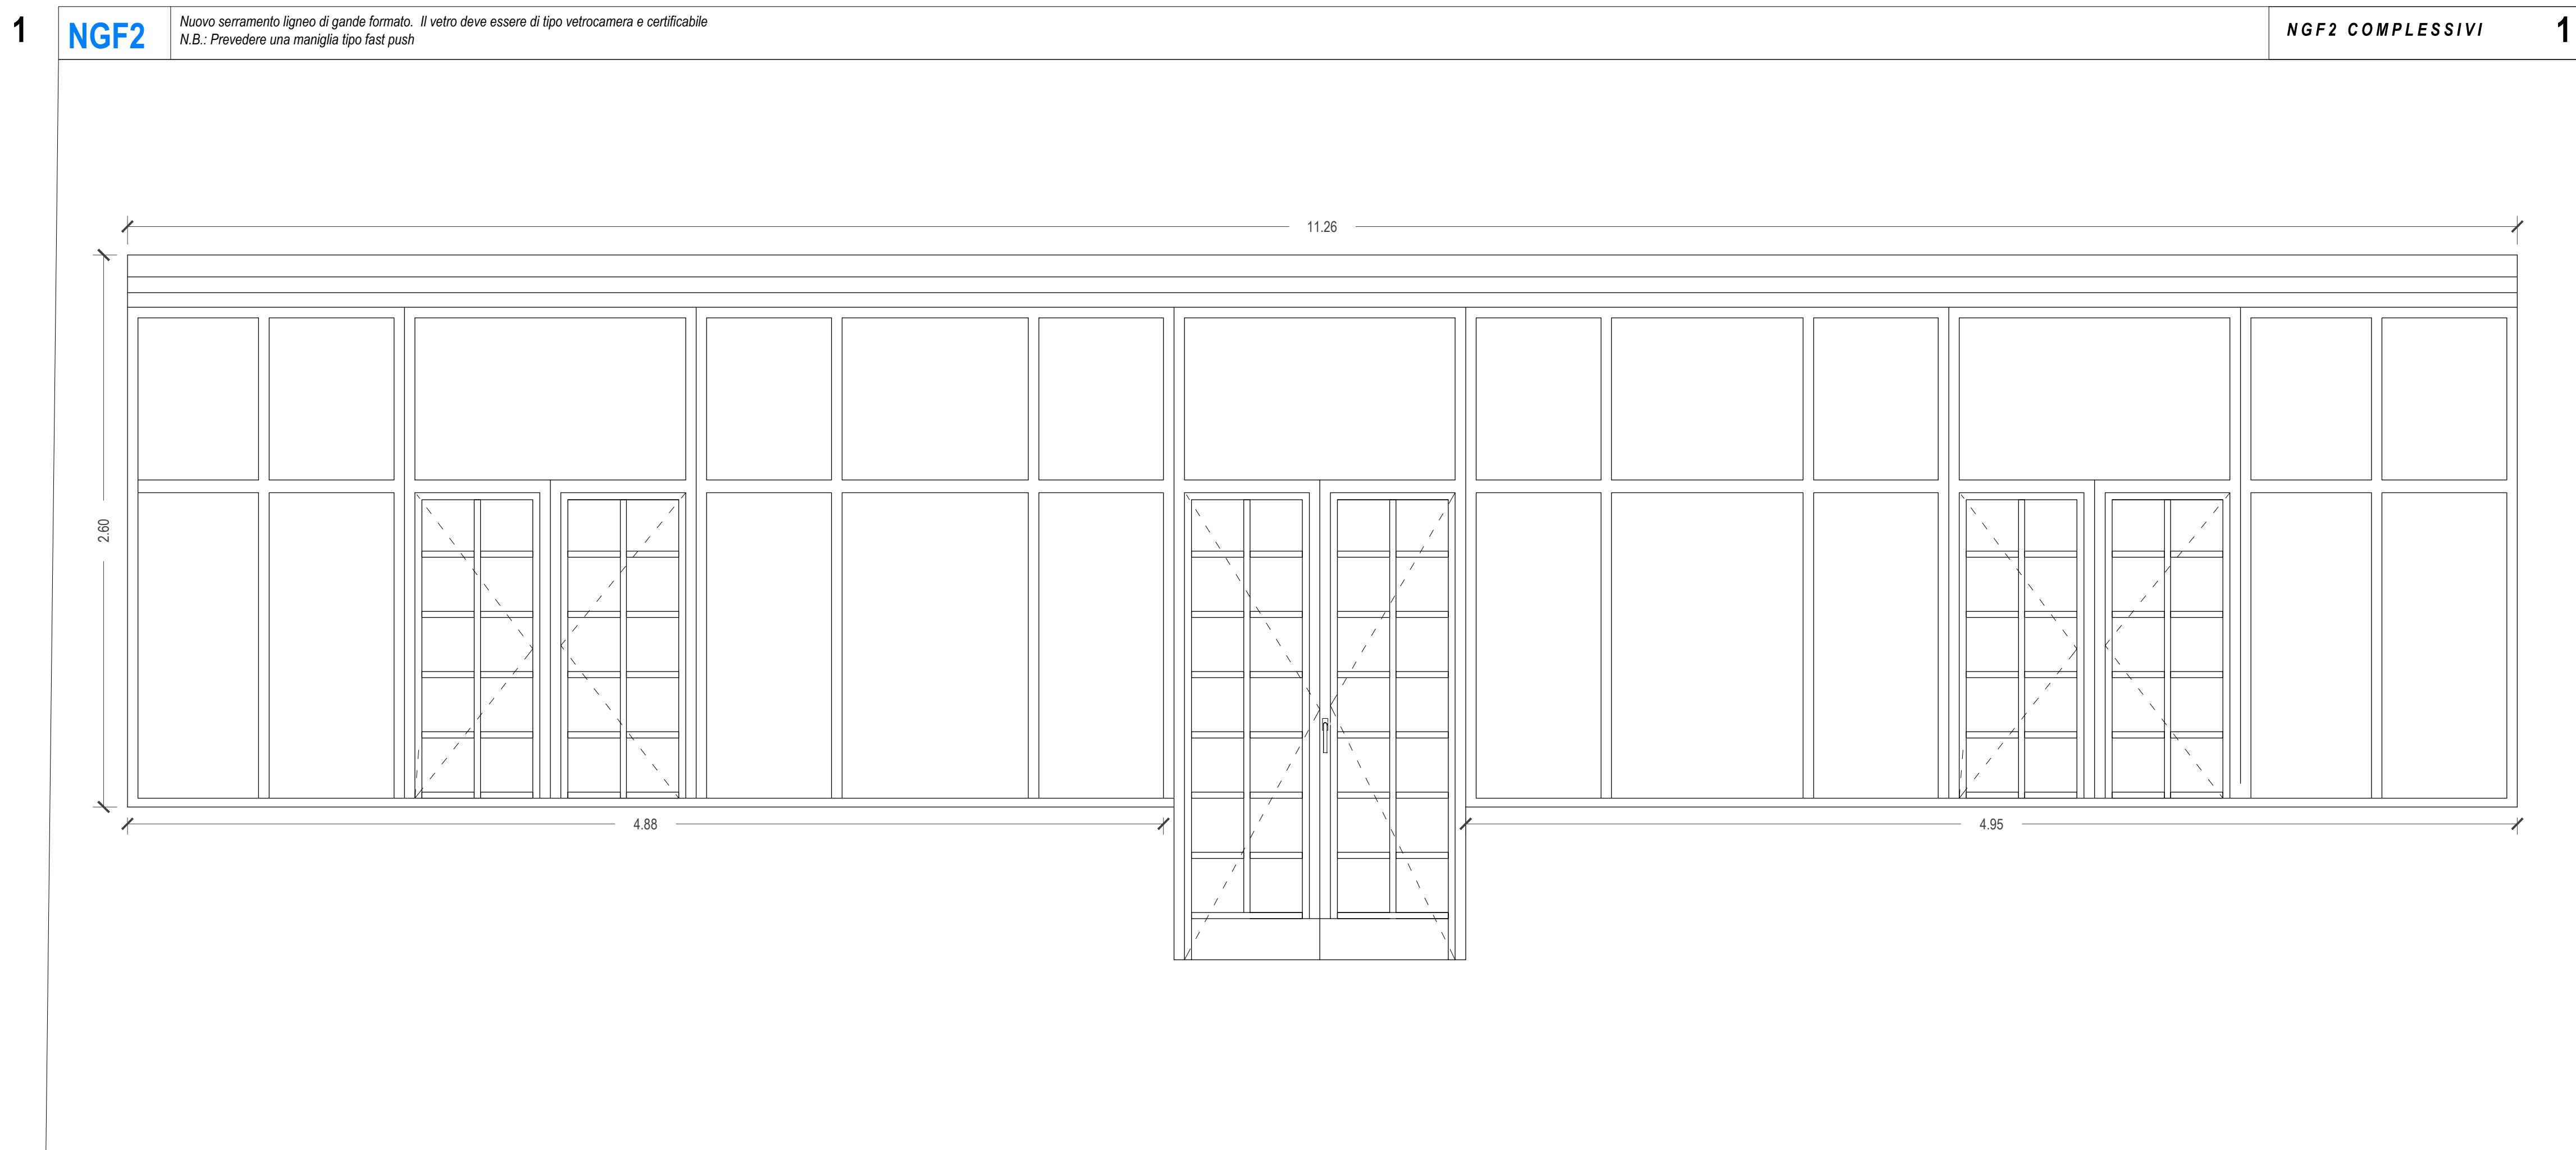 1
NGF2
Nuovo serramento ligneo di gande formato. Il vetro deve essere di tipo vetrocamera e certificabile
N.B.: Prevedere una maniglia tipo fast push
NGF2 COMPLESSIVI
1
11.26
2.60
4.88
4.95